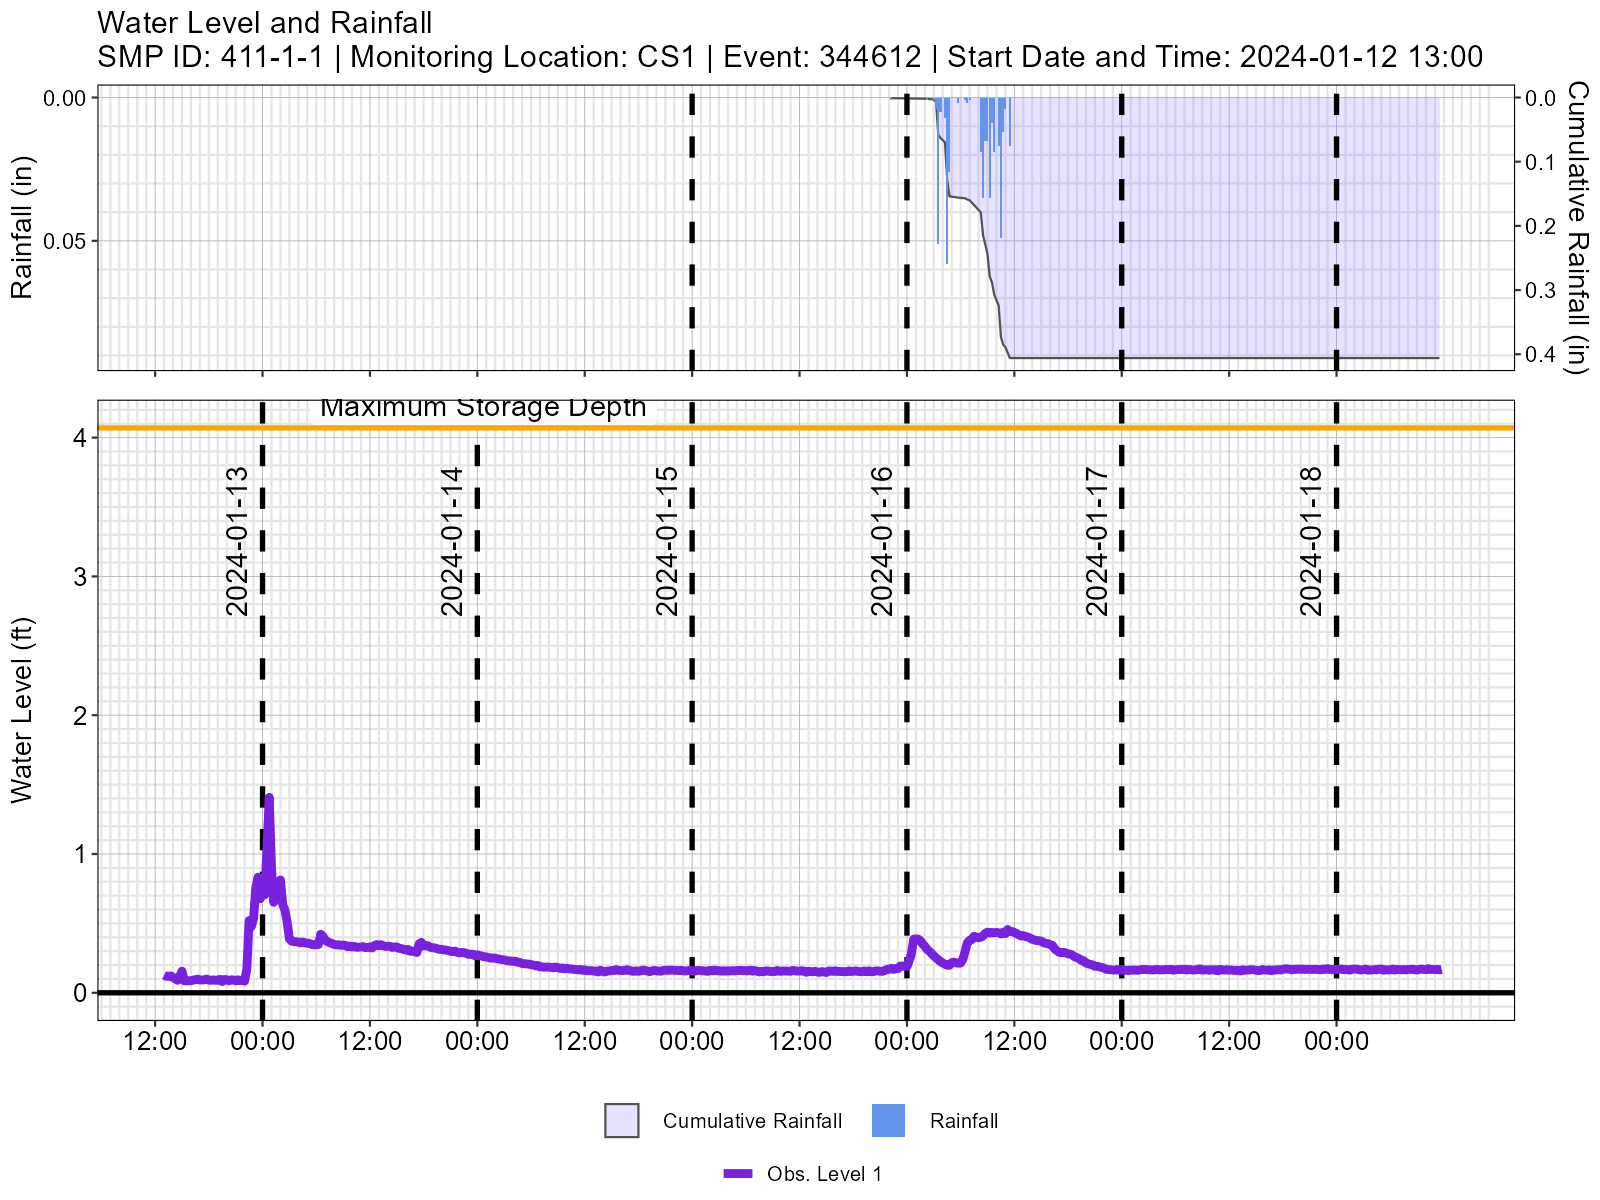 Water Level and Rainfall
SMP ID: 411-1-1 | Monitoring Location: CS1 | Event: 344612 | Start Date and Time: 2024-01-12 13:00
Rainfall (in)
0.00
0.05
0.0
0.1
0.2
0.3
0.4
Cumulative Rainfall (in)
Maximum Storage Depth
Water Level (ft)
4
3
2
1
0
2024-01-13
2024-01-14
2024-01-15
2024-01-16
2024-01-17
2024-01-18
12:00 00:00 12:00 00:00 12:00 00:00 12:00 00:00 12:00 00:00 12:00 00:00
Cumulative Rainfall Rainfall
Obs. Level 1